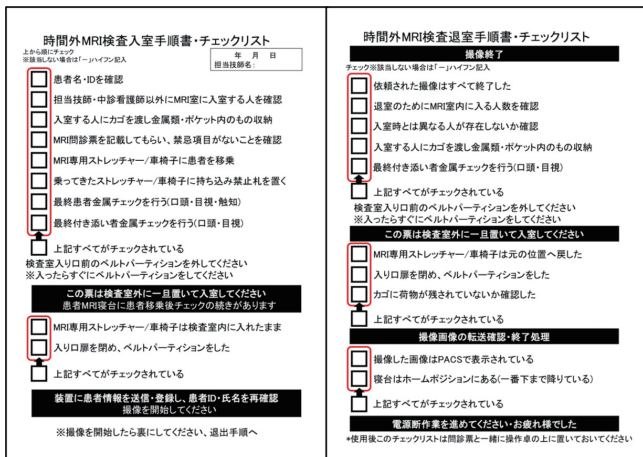 時間外MRI検査入室手順書・チェックリスト
上から順にチェック
※該当しない場合は「－」ハイフン記入
年 月 日
担当技師名:
患者名・IDを確認
担当技師・中診看護師以外にMRI室に入室する人を確認
入室する人にカゴを渡し金属類・ポケット内のもの収納
MRI問診票を記載してもらい、禁忌項目がないことを確認
MRI専用ストレッチャー/車椅子に患者を移乗
乗ってきたストレッチャー/車椅子に持ち込み禁止札を置く
最終患者金属チェックを行う(口頭・目視・触知)
最終付き添い者金属チェックを行う(口頭・目視)
上記すべてがチェックされている
検査室入り口前のベルトパーティションを外してください
※入ったらすぐにベルトパーティションをしてください
この票は検査室外に一旦置いて入室してください
患者MRI寝台に患者移乗後チェックの続きがあります
MRI専用ストレッチャー/車椅子は検査室内に入れたまま
入り口扉を閉め、ベルトパーティションをした
上記すべてがチェックされている
装置に患者情報を送信・登録し、患者ID・氏名を再確認
撮像を開始してください
※撮像を開始したら裏にしてください、退出手順へ
時間外MRI検査退室手順書・チェックリスト
撮像終了
チェック※該当しない場合は「－」ハイフン記入
依頼された撮像はすべて終了した
退室のためにMRI室内に入る人数を確認
入室時とは異なる人が存在しないか確認
入室する人にカゴを渡し金属類・ポケット内のもの収納
最終付き添い者金属チェックを行う(口頭・目視)
上記すべてがチェックされている
検査室入り口前のベルトパーティションを外してください
※入ったらすぐにベルトパーティションをしてください
この票は検査室外に一旦置いて入室してください
MRI専用ストレッチャー/車椅子は元の位置へ戻した
入り口扉を閉め、ベルトパーティションをした
カゴに荷物が残されていないか確認した
上記すべてがチェックされている
撮像画像の転送確認・終了処理
撮像した画像はPACSで表示されている
寝台はホームポジションにある(一番下まで降りている)
上記すべてがチェックされている
電源断作業を進めてください・お疲れ様でした
*使用後このチェックリストは問診票と一緒に操作卓の上に置いておいてください